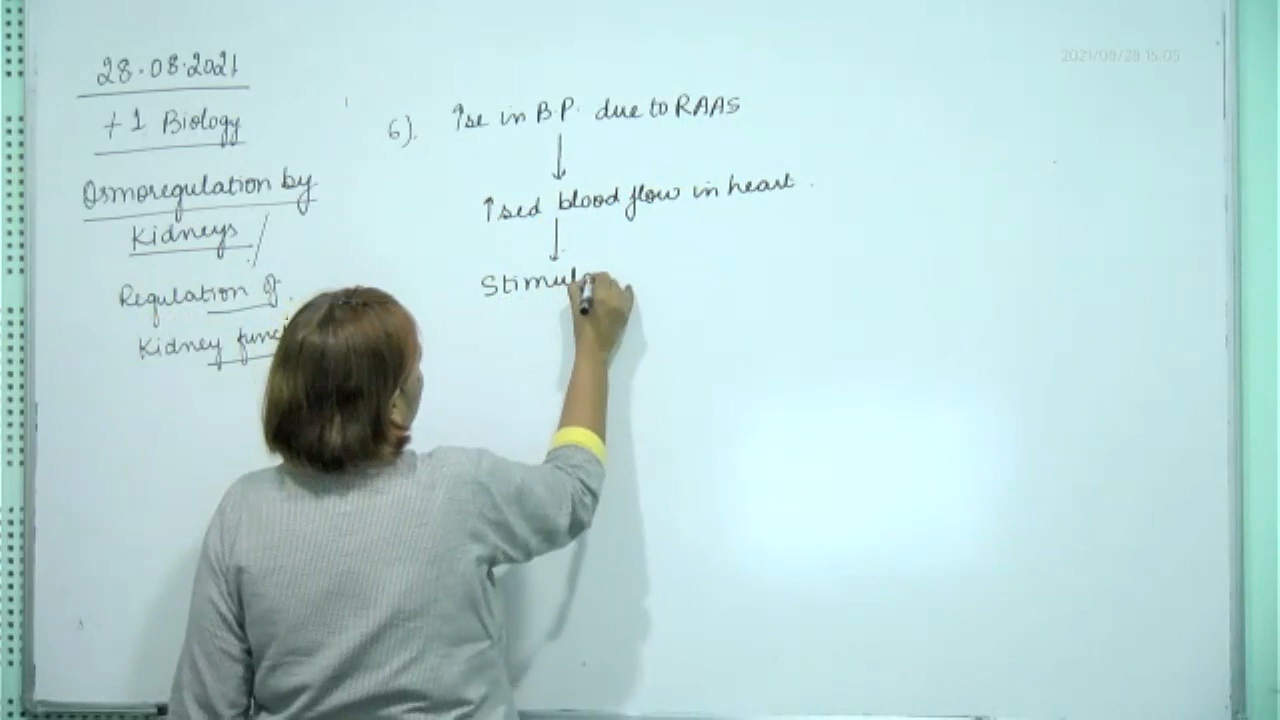 28.08.2021
+1 Biology
Osmoregulation by
Kidneys /
Regulation of
Kidney func
6). ↑se in B.P. due to RAAS
↓
↑sed blood flow in heart.
↓
Stimula
2021/08/28 15:05